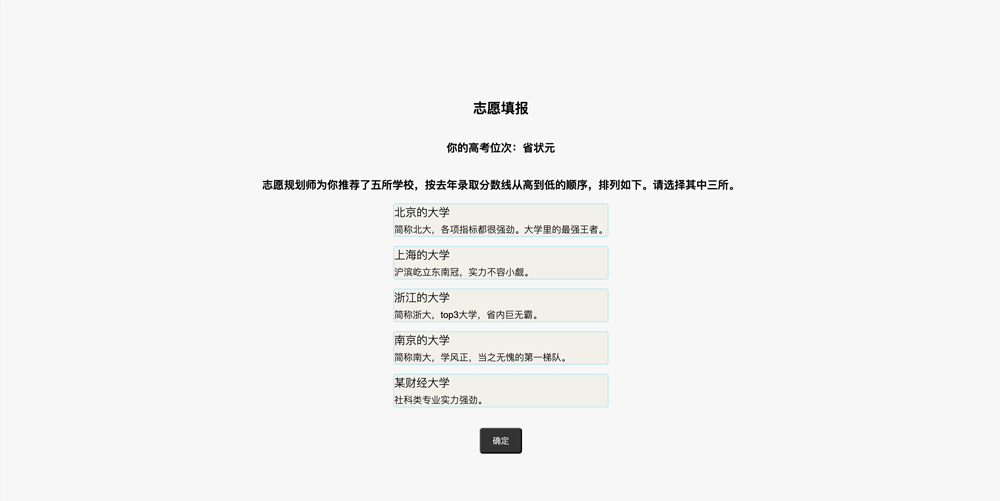 志愿填报
你的高考位次：省状元
志愿规划师为你推荐了五所学校，按去年录取分数线从高到低的顺序，排列如下。请选择其中三所。
北京的大学
简称北大，各项指标都很强劲。大学里的最强王者。
上海的大学
沪滨屹立东南冠，实力不容小觑。
浙江的大学
简称浙大，top3大学，省内巨无霸。
南京的大学
简称南大，学风正，当之无愧的第一梯队。
某财经大学
社科类专业实力强劲。
确定